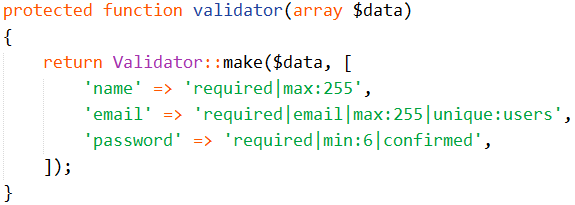 protected function validator(array $data)
{
    return Validator::make($data, [
        'name' => 'required|max:255',
        'email' => 'required|email|max:255|unique:users',
        'password' => 'required|min:6|confirmed',
    ]);
}